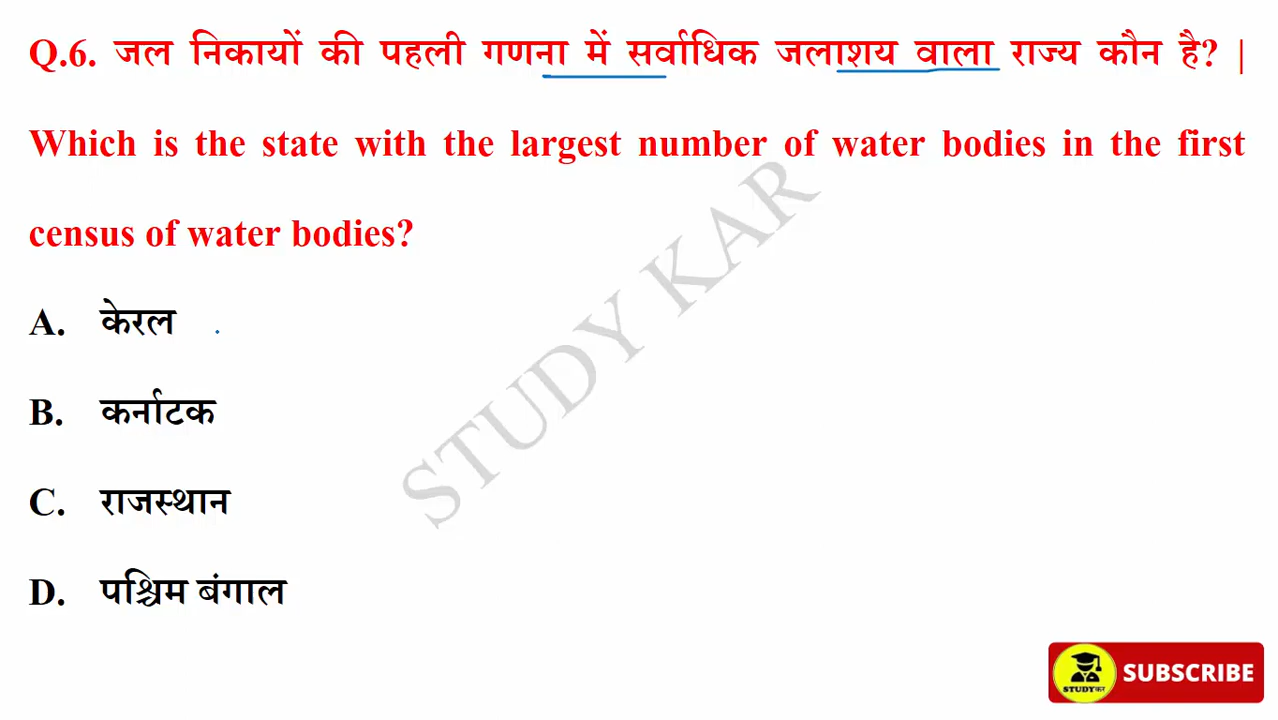 Q.6. जल निकायों की पहली गणना में सर्वाधिक जलाशय वाला राज्य कौन है? |
Which is the state with the largest number of water bodies in the first
census of water bodies?
A. केरल
B. कर्नाटक
C. राजस्थान
D. पश्चिम बंगाल
STUDY KAR
STUDYकर
SUBSCRIBE